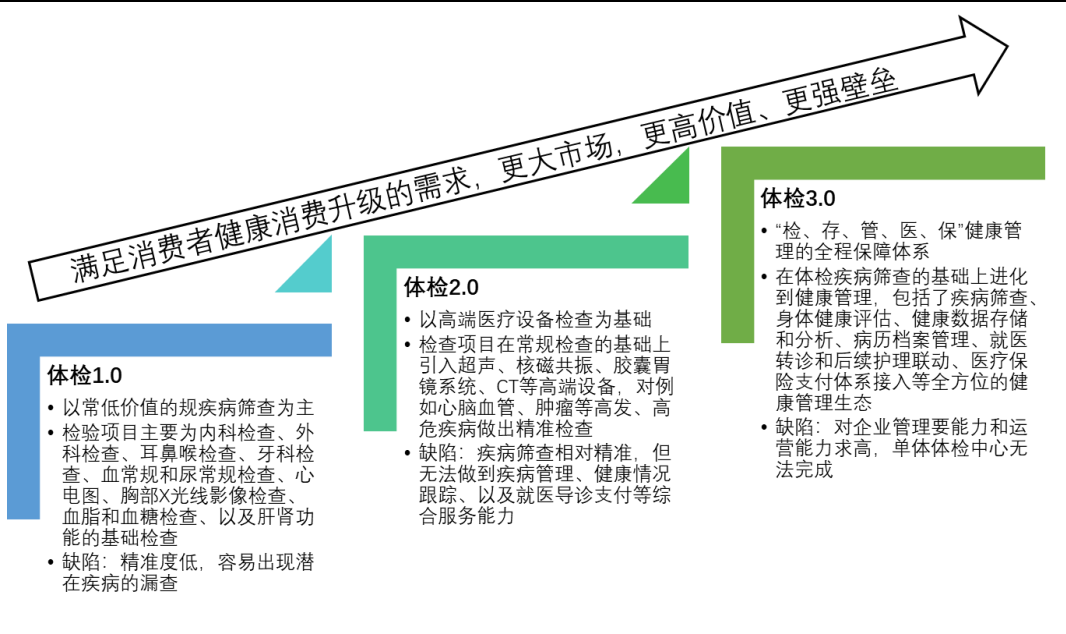 满足消费者健康消费升级的需求，更大市场，更高价值、更强壁垒
体检1.0
• 以常低价值的规疾病筛查为主
• 检验项目主要为内科检查、外
科检查、耳鼻喉检查、牙科检
查、血常规和尿常规检查、心
电图、胸部X光线影像检查、
血脂和血糖检查、以及肝肾功
能的基础检查
• 缺陷：精准度低，容易出现潜
在疾病的漏查
体检2.0
• 以高端医疗设备检查为基础
• 检查项目在常规检查的基础上
引入超声、核磁共振、胶囊胃
镜系统、CT等高端设备，对例
如心脑血管、肿瘤等高发、高
危疾病做出精准检查
• 缺陷：疾病筛查相对精准，但
无法做到疾病管理、健康情况
跟踪、以及就医导诊支付等综
合服务能力
体检3.0
• “检、存、管、医、保”健康管
理的全程保障体系
• 在体检疾病筛查的基础上进化
到健康管理，包括了疾病筛查、
身体健康评估、健康数据存储
和分析、病历档案管理、就医
转诊和后续护理联动、医疗保
险支付体系接入等全方位的健
康管理生态
• 缺陷：对企业管理要能力和运
营能力求高，单体体检中心无
法完成